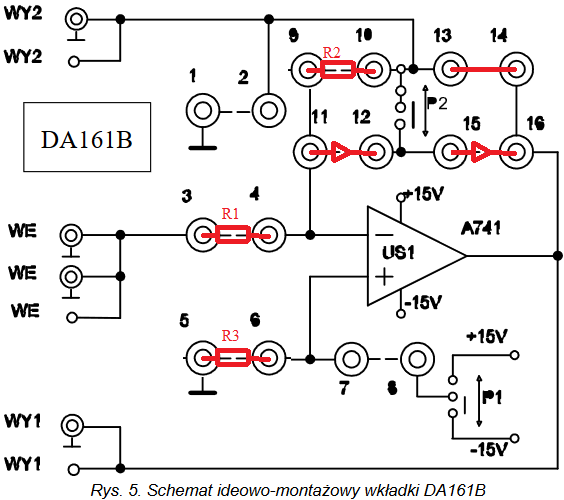 WY2
WY2
9 R2 10 13 14
1 2
P2
DA161B
11 12 15 16
3 R1 4
+15V
A741
US1
-15V
WE
WE
WE
5 R3 6
7 8
+15V
P1
-15V
WY1
WY1
Rys. 5. Schemat ideowo-montażowy wkładki DA161B